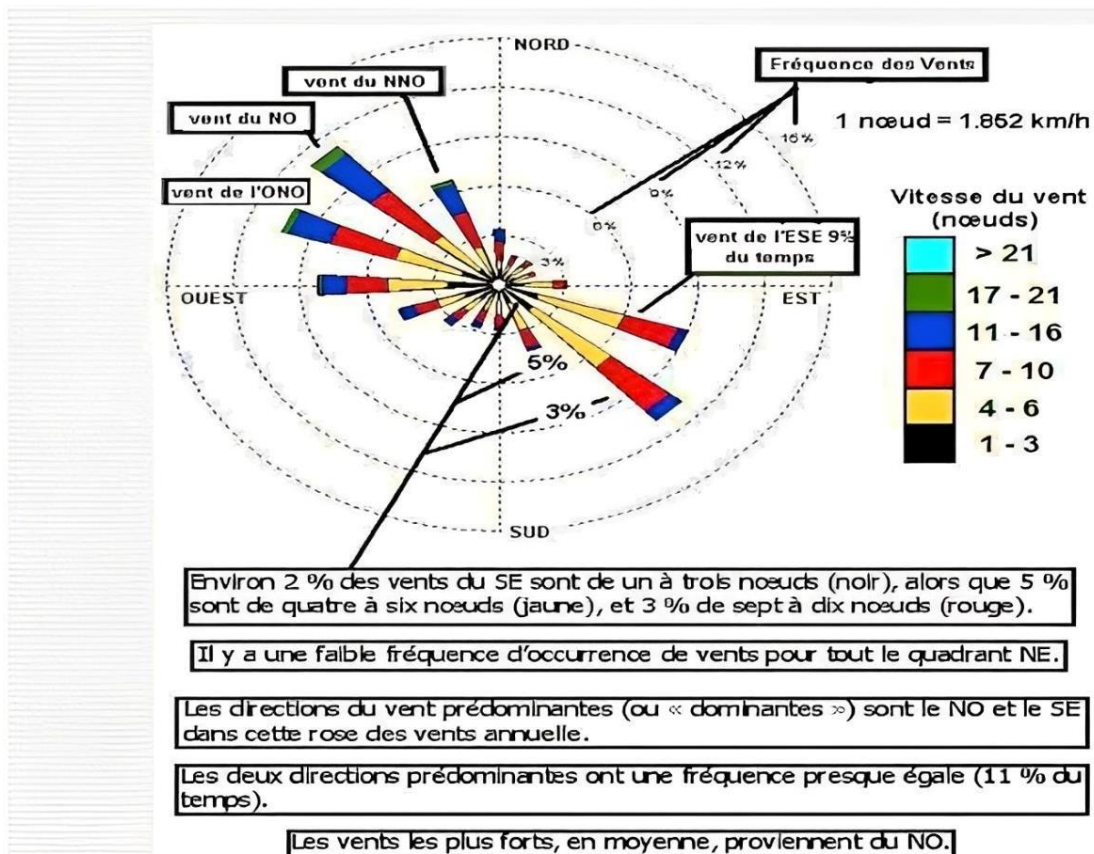 NORD
Fréquence des Vents
vent du NNO
vent du NO
1 nœud = 1.852 km/h
15%
12%
9%
6%
3%
vent de l'ONO
Vitesse du vent
(nœuds)
vent de l'ESE 9%
du temps
> 21
OUEST
EST
17 - 21
11 - 16
7 - 10
5%
4 - 6
3%
1 - 3
SUD
Environ 2 % des vents du SE sont de un à trois nœuds (noir), alors que 5 %
sont de quatre à six nœuds (jaune), et 3 % de sept à dix nœuds (rouge).
Il y a une faible fréquence d'occurrence de vents pour tout le quadrant NE.
Les directions du vent prédominantes (ou « dominantes ») sont le NO et le SE
dans cette rose des vents annuelle.
Les deux directions prédominantes ont une fréquence presque égale (11 % du
temps).
Les vents les plus forts, en moyenne, proviennent du NO.